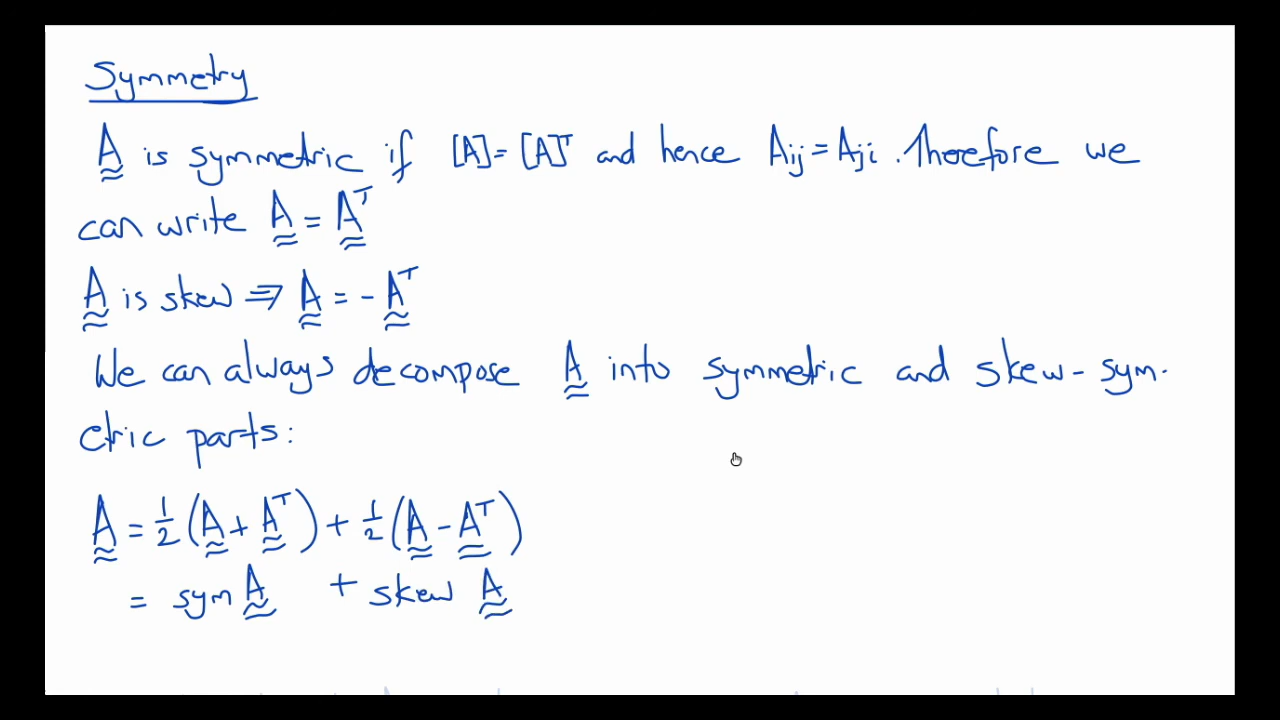 Symmetry
A is symmetric if [A]=[A]ᵀ and hence Aij=Aji. Therefore we
can write A = Aᵀ
A is skew ⇒ A = -Aᵀ
We can always decompose A into symmetric and skew-sym-
etric parts:
A = ½(A + Aᵀ) + ½(A - Aᵀ)
= sym A + skew A